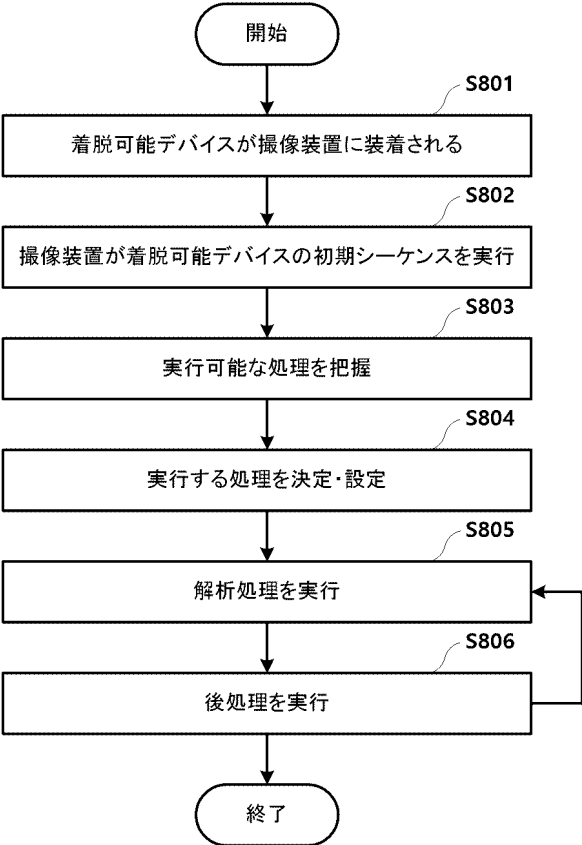 開始
S801
着脱可能デバイスが撮像装置に装着される
S802
撮像装置が着脱可能デバイスの初期シーケンスを実行
S803
実行可能な処理を把握
S804
実行する処理を決定・設定
S805
解析処理を実行
S806
後処理を実行
終了